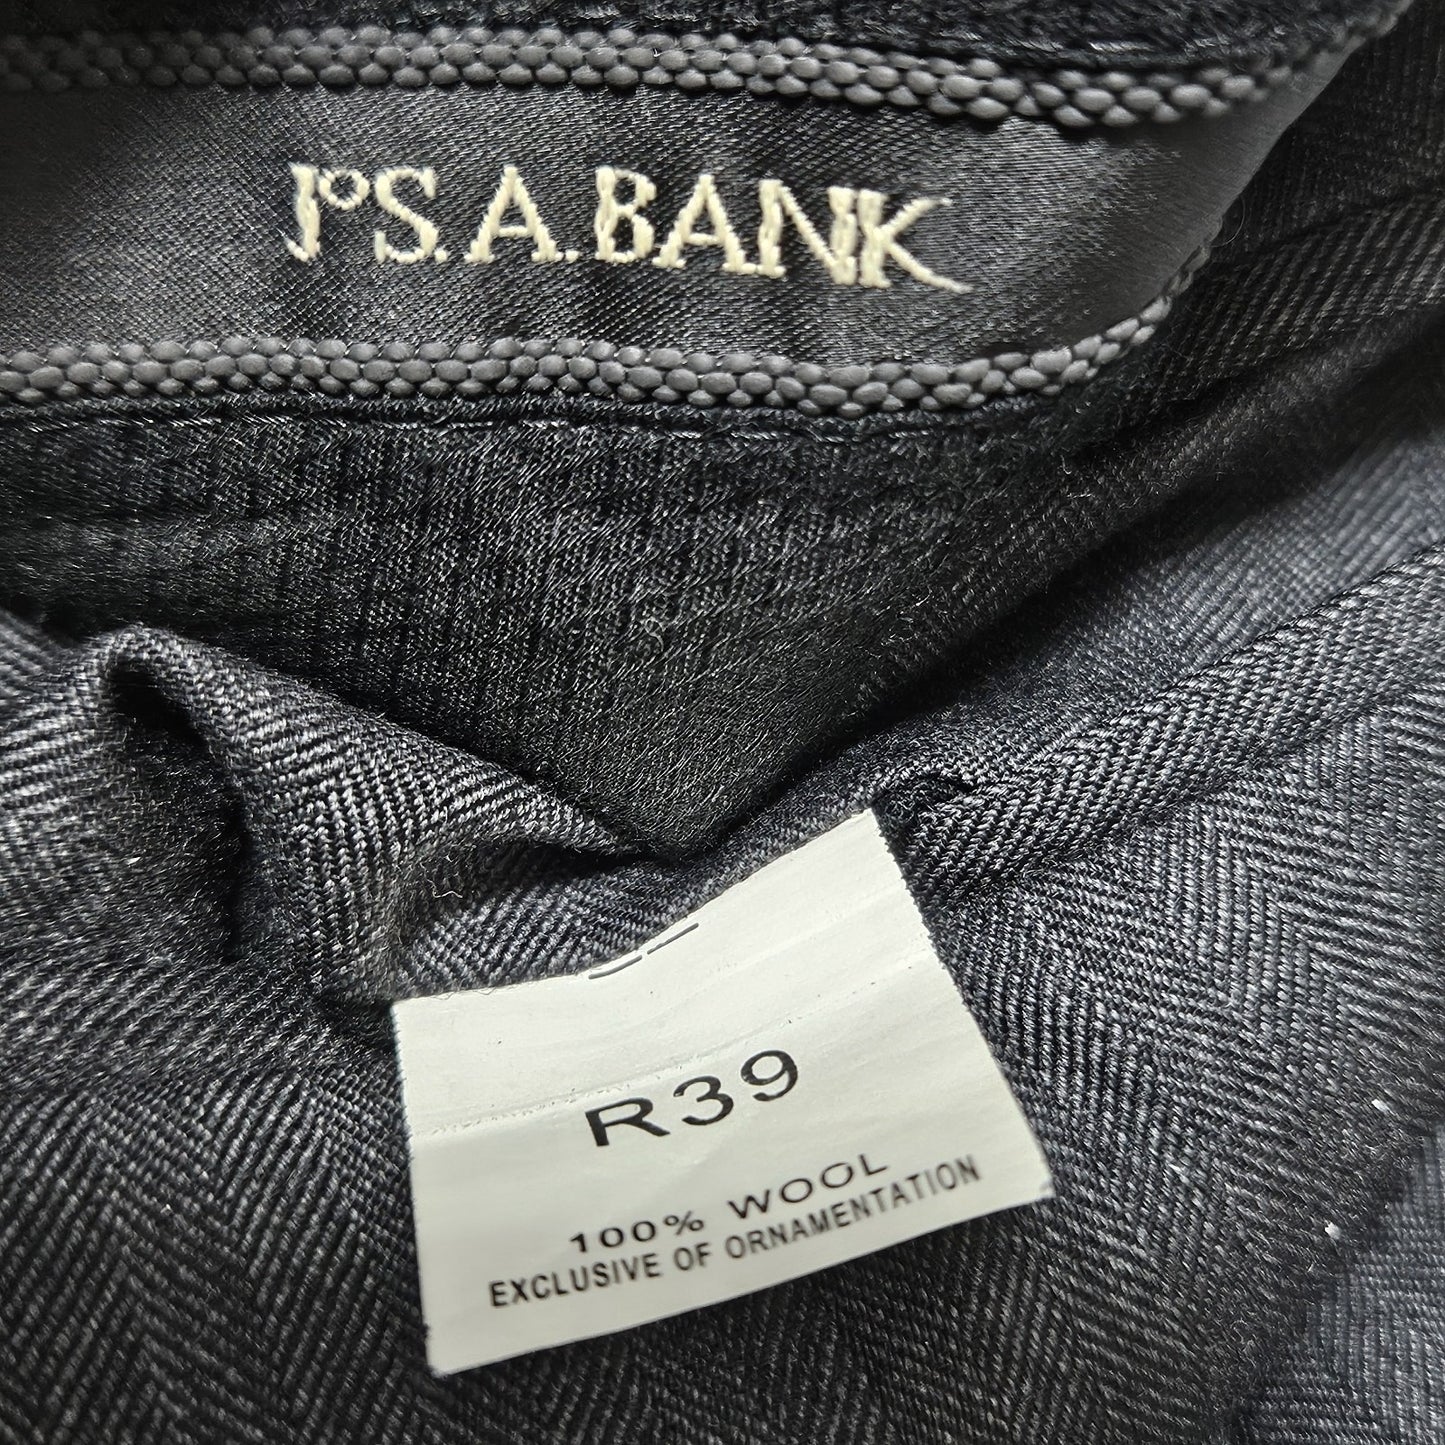 JoS.A.BANK
R39
100% WOOL
EXCLUSIVE OF ORNAMENTATION